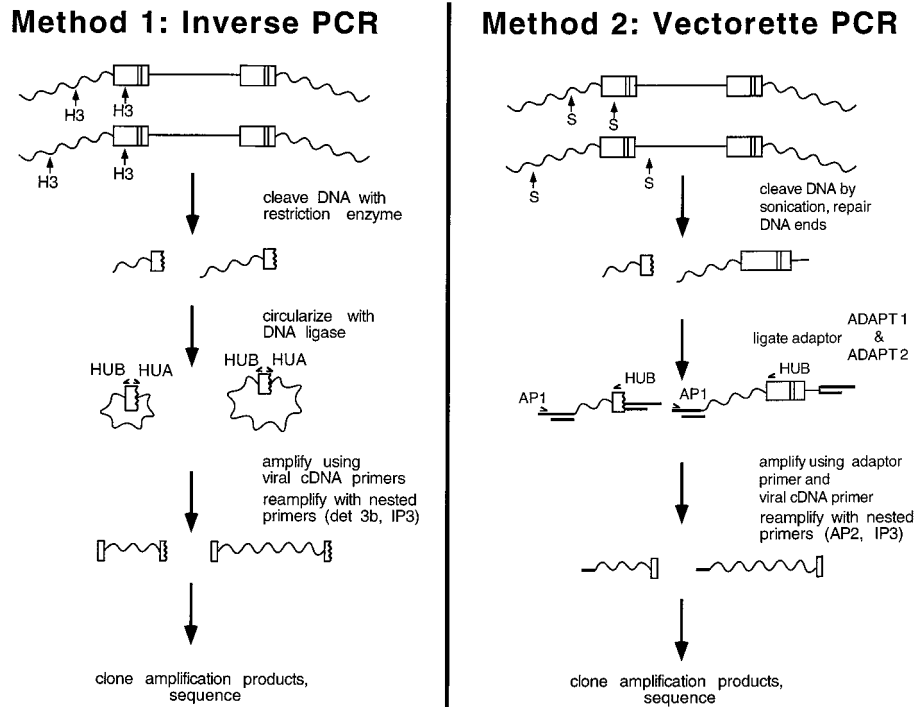 Method 1: Inverse PCR
H3
H3
H3
H3
cleave DNA with
restriction enzyme
circularize with
DNA ligase
HUB
HUA
HUB
HUA
amplify using
viral cDNA primers
reamplify with nested
primers (det 3b, IP3)
clone amplification products,
sequence
Method 2: Vectorette PCR
S
S
S
S
cleave DNA by
sonication, repair
DNA ends
ligate adaptor
ADAPT 1
&
ADAPT 2
AP1
HUB
AP1
HUB
amplify using adaptor
primer and
viral cDNA primer
reamplify with nested
primers (AP2, IP3)
clone amplification products,
sequence